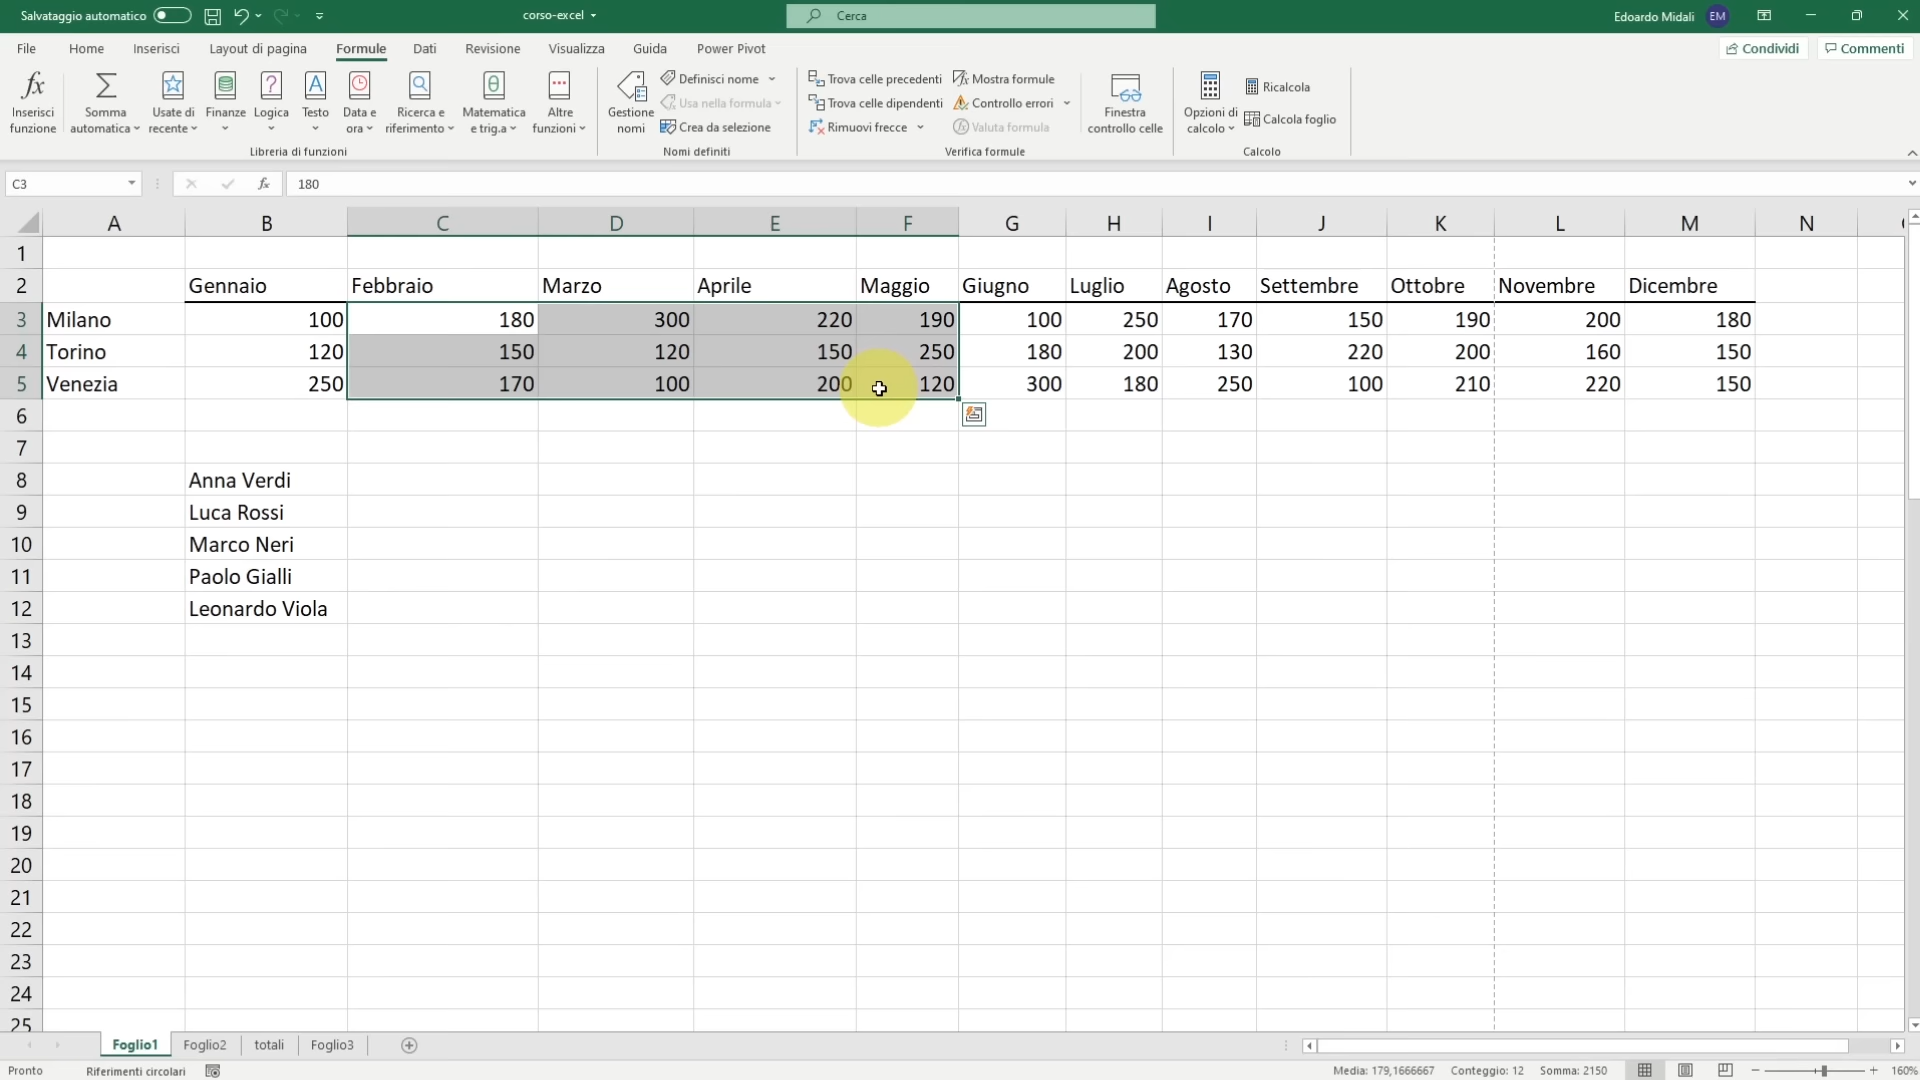 Salvataggio automatico
corso-excel
Cerca
Edoardo Midali EM
File Home Inserisci Layout di pagina Formule Dati Revisione Visualizza Guida Power Pivot
Condividi Commenti
Inserisci funzione
Somma automatica
Usate di recente
Finanze
Logica
Testo
Data e ora
Ricerca e riferimento
Matematica e trig.a
Altre funzioni
Libreria di funzioni
Gestione nomi
Definisci nome
Usa nella formula
Crea da selezione
Nomi definiti
Trova celle precedenti
Trova celle dipendenti
Rimuovi frecce
Mostra formule
Controllo errori
Valuta formula
Verifica formule
Finestra controllo celle
Opzioni di calcolo
Ricalcola
Calcola foglio
Calcolo
C3 fx 180
A B C D E F G H I J K L M N
1
2 Gennaio Febbraio Marzo Aprile Maggio Giugno Luglio Agosto Settembre Ottobre Novembre Dicembre
3 Milano 100 180 300 220 190 100 250 170 150 190 200 180
4 Torino 120 150 120 150 250 180 200 130 220 200 160 150
5 Venezia 250 170 100 200 120 300 180 250 100 210 220 150
6
7
8 Anna Verdi
9 Luca Rossi
10 Marco Neri
11 Paolo Gialli
12 Leonardo Viola
13
14
15
16
17
18
19
20
21
22
23
24
25
Foglio1 Foglio2 totali Foglio3
Pronto Riferimenti circolari Media: 179,1666667 Conteggio: 12 Somma: 2150 160%